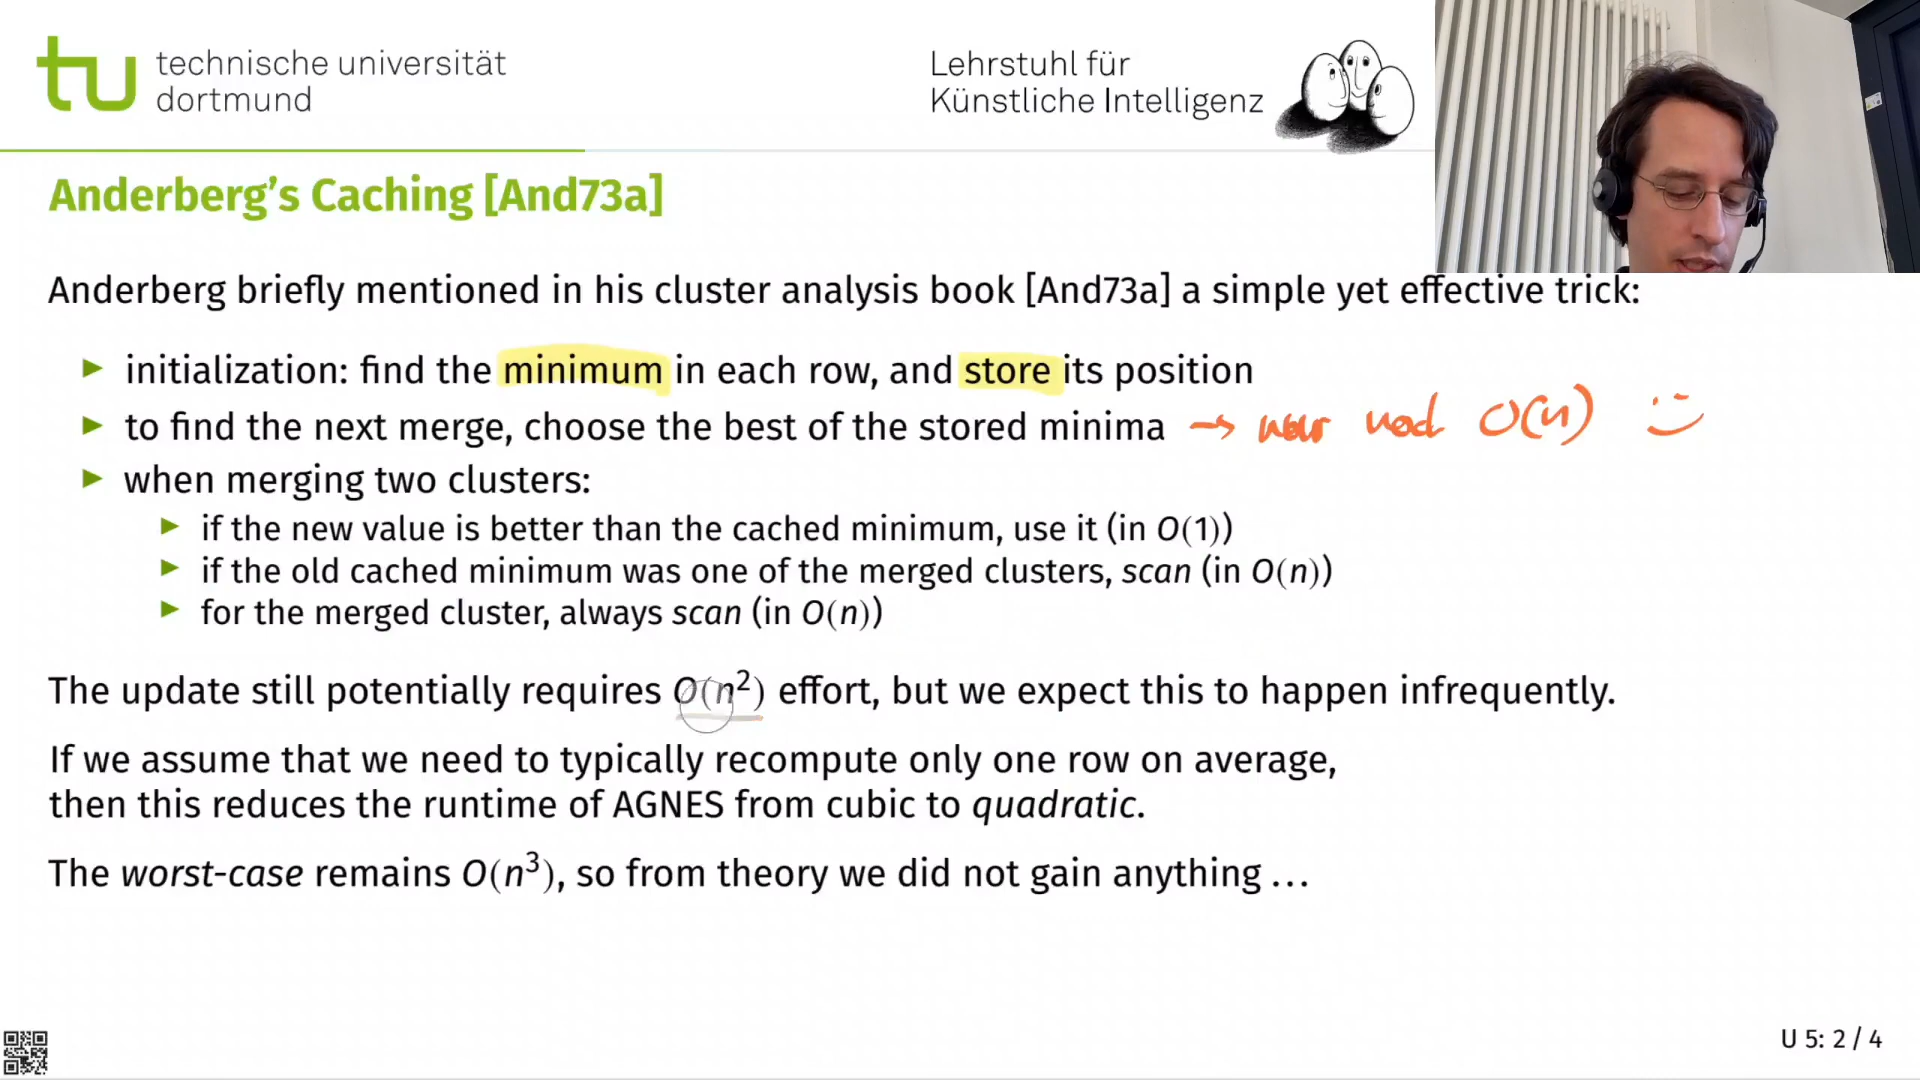 technische universität
dortmund
Lehrstuhl für
Künstliche Intelligenz
Anderberg's Caching [And73a]
Anderberg briefly mentioned in his cluster analysis book [And73a] a simple yet effective trick:
▶ initialization: find the minimum in each row, and store its position
▶ to find the next merge, choose the best of the stored minima → nur noch O(n) :-)
▶ when merging two clusters:
▶ if the new value is better than the cached minimum, use it (in O(1))
▶ if the old cached minimum was one of the merged clusters, scan (in O(n))
▶ for the merged cluster, always scan (in O(n))
The update still potentially requires O(n²) effort, but we expect this to happen infrequently.
If we assume that we need to typically recompute only one row on average,
then this reduces the runtime of AGNES from cubic to quadratic.
The worst-case remains O(n³), so from theory we did not gain anything …
U 5: 2 / 4